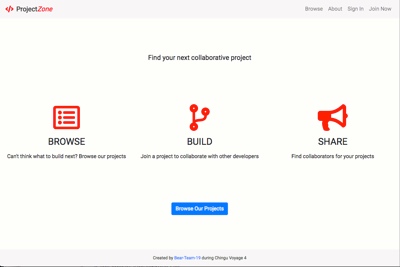 ProjectZone
Browse About Sign In Join Now
Find your next collaborative project
BROWSE
Can't think what to build next? Browse our projects
BUILD
Join a project to collaborate with other developers
SHARE
Find collaborators for your projects
Browse Our Projects
Created by Bear-Team-19 during Chingu Voyage 4